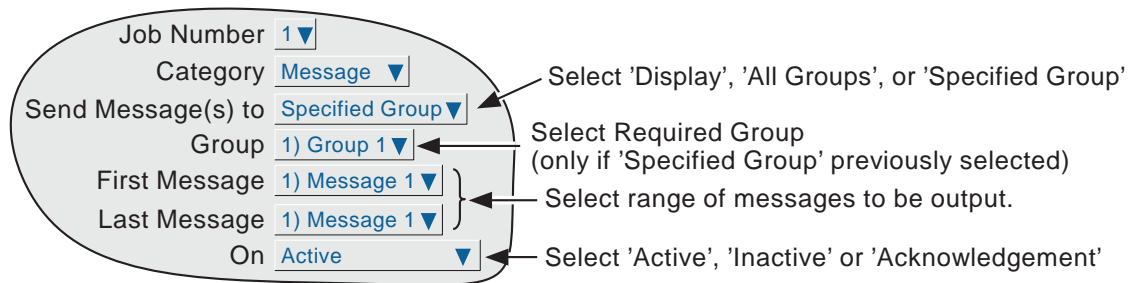 Job Number 1
Category Message
Select ’Display’, ’All Groups’, or ’Specified Group’
Send Message(s) to Specified Group
Group 1) Group 1
Select Required Group
(only if ’Specified Group’ previously selected)
First Message 1) Message 1
Select range of messages to be output.
Last Message 1) Message 1
On Active
Select ’Active’, ’Inactive’ or ’Acknowledgement’